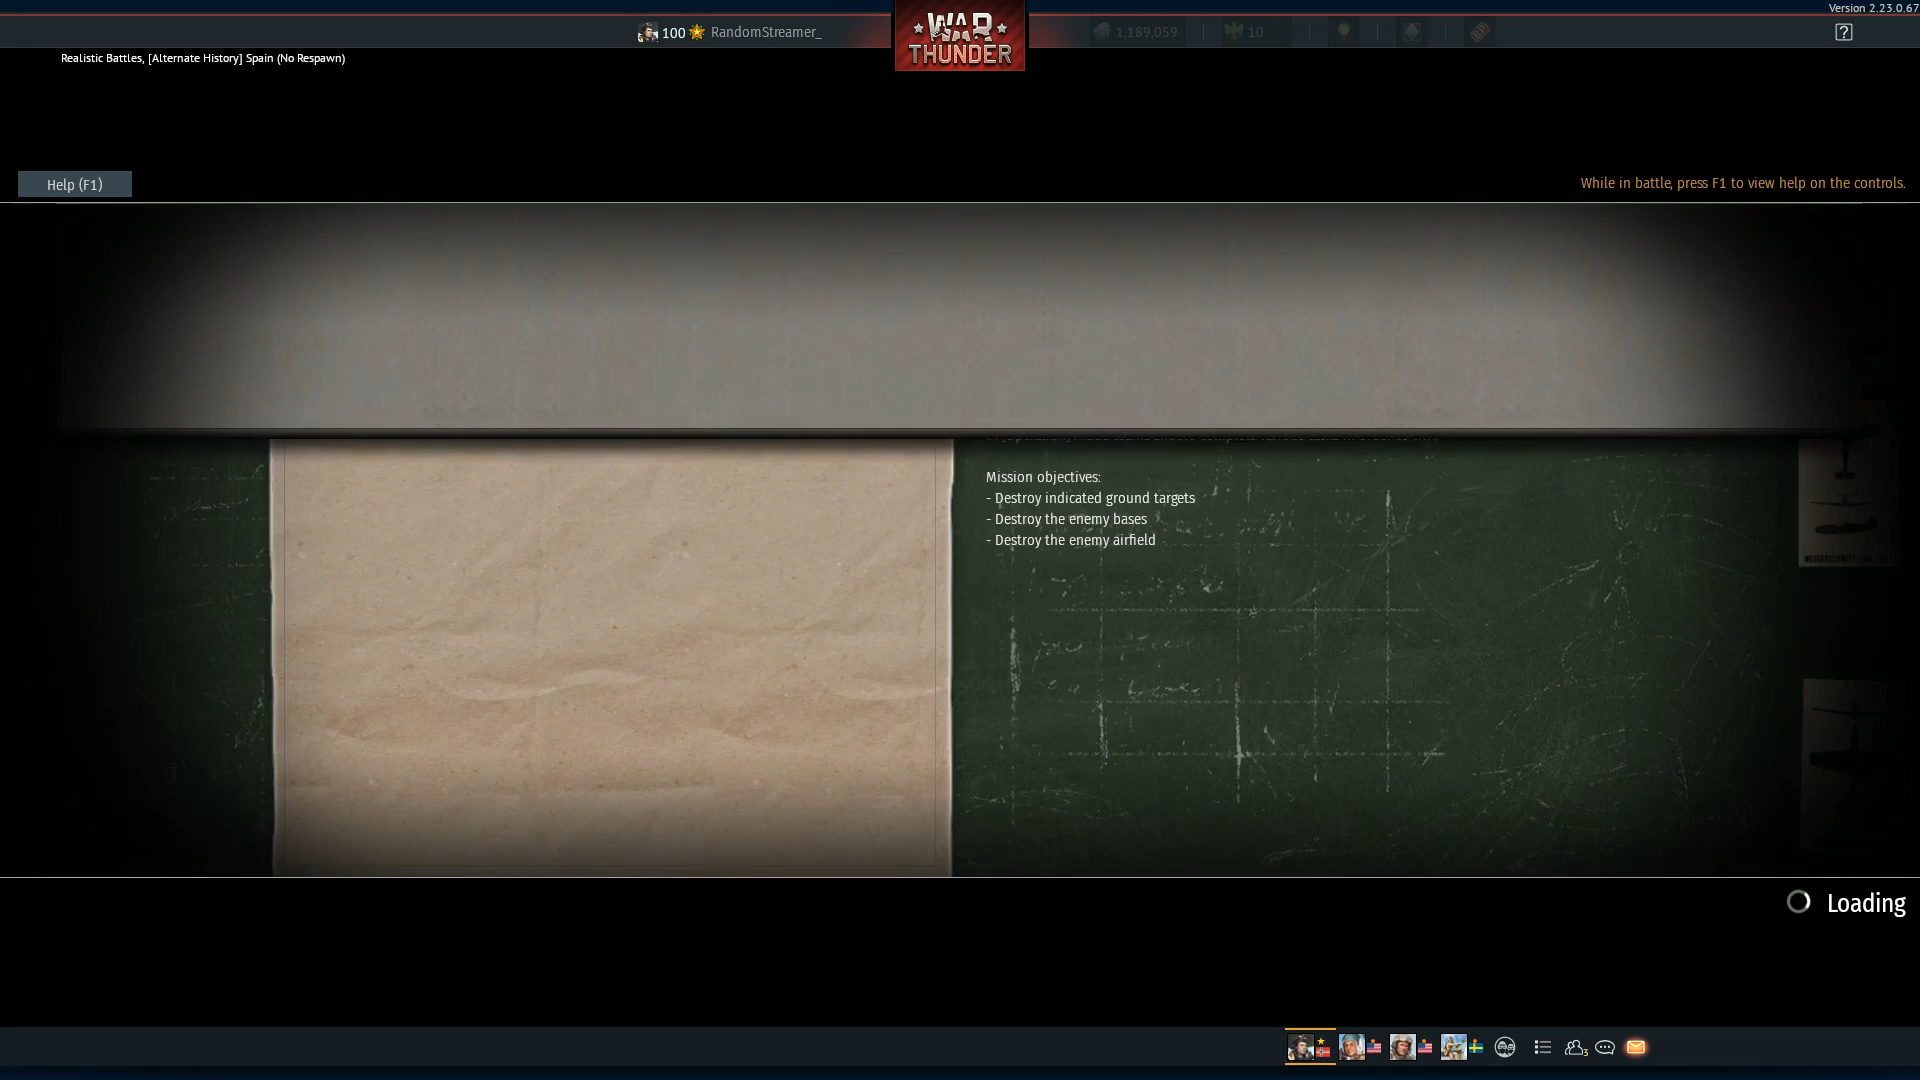 Version 2.23.0.67
100 RandomStreamer_
WAR THUNDER
1,189,059
10
Realistic Battles, [Alternate History] Spain (No Respawn)
Help (F1)
While in battle, press F1 to view help on the controls.
Mission objectives:
- Destroy indicated ground targets
- Destroy the enemy bases
- Destroy the enemy airfield
Loading
3